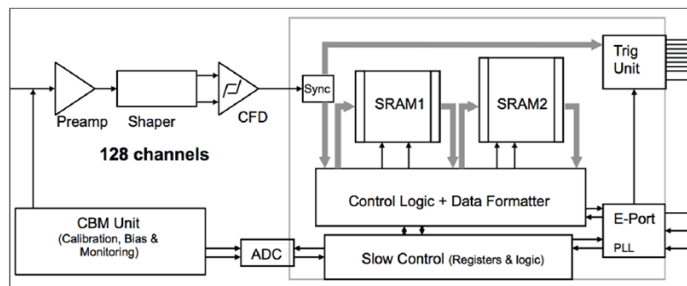 Preamp
Shaper
CFD
128 channels
Sync
SRAM1
SRAM2
Trig
Unit
Control Logic + Data Formatter
CBM Unit
(Calibration, Bias &
Monitoring)
ADC
Slow Control (Registers & logic)
E-Port
PLL